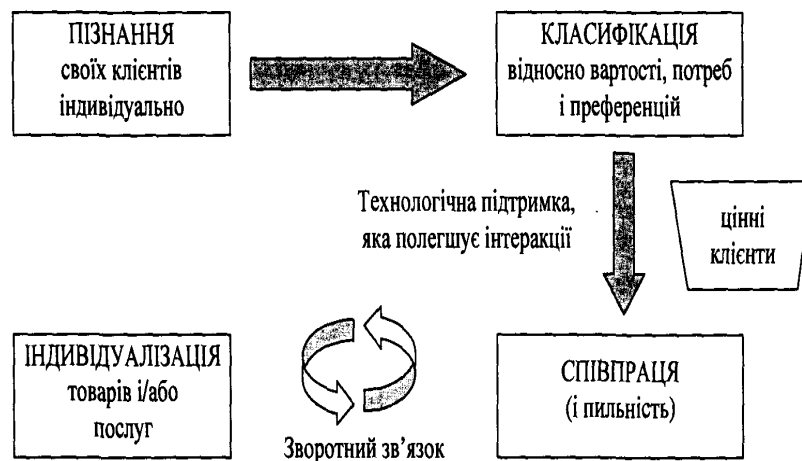 ПІЗНАННЯ
своїх клієнтів
індивідуально
КЛАСИФІКАЦІЯ
відносно вартості, потреб
і преференцій
Технологічна підтримка,
яка полегшує інтеракції
цінні
клієнти
ІНДИВІДУАЛІЗАЦІЯ
товарів і/або
послуг
Зворотний зв’язок
СПІВПРАЦЯ
(і пильність)